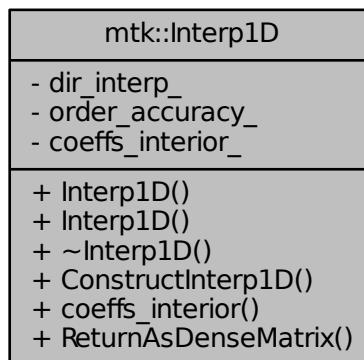 mtk::Interp1D
- dir_interp_
- order_accuracy_
- coeffs_interior_
+ Interp1D()
+ Interp1D()
+ ~Interp1D()
+ ConstructInterp1D()
+ coeffs_interior()
+ ReturnAsDenseMatrix()